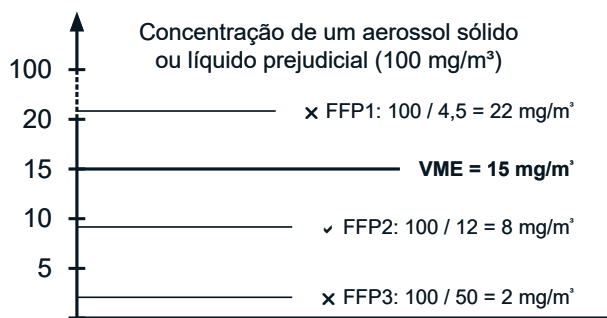 Concentração de um aerossol sólido
ou líquido prejudicial (100 mg/m³)
100
20
15
10
5
× FFP1: 100 / 4,5 = 22 mg/m³
VME = 15 mg/m³
✓ FFP2: 100 / 12 = 8 mg/m³
× FFP3: 100 / 50 = 2 mg/m³